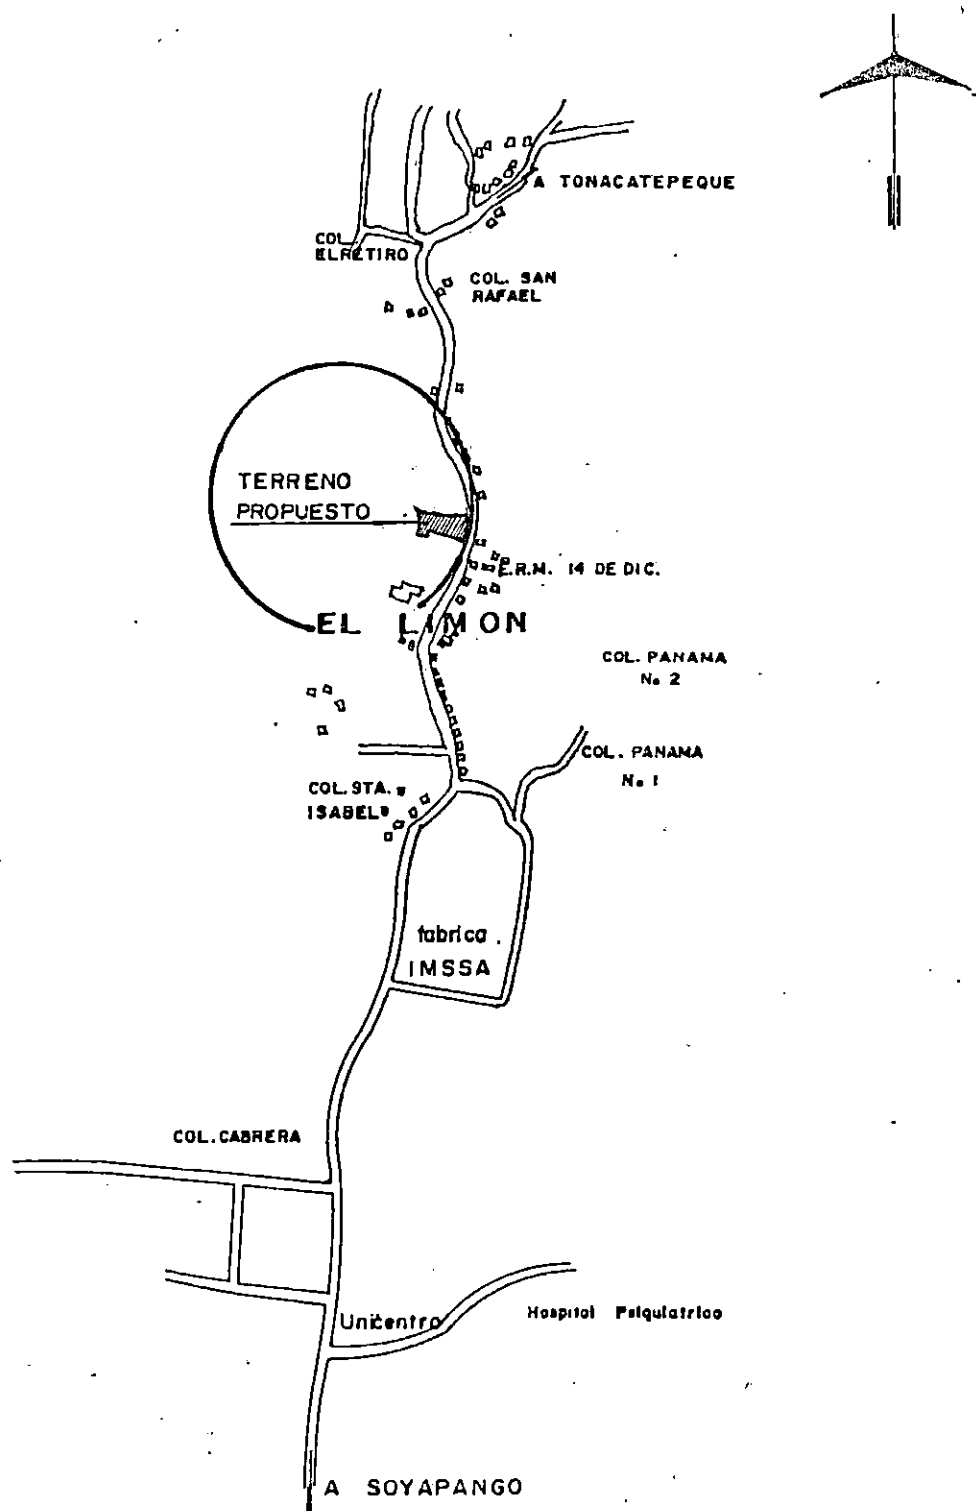 A TONACATEPEQUE
COL.
EL RETIRO
COL. SAN
RAFAEL
TERRENO
PROPUESTO
E.R.M. 14 DE DIC.
EL LIMON
COL. PANAMA
No 2
COL. PANAMA
No 1
COL. STA.
ISABEL
fabrica
IMSSA
COL. CABRERA
Unicentro
Hospital Psiquiatrico
A SOYAPANGO